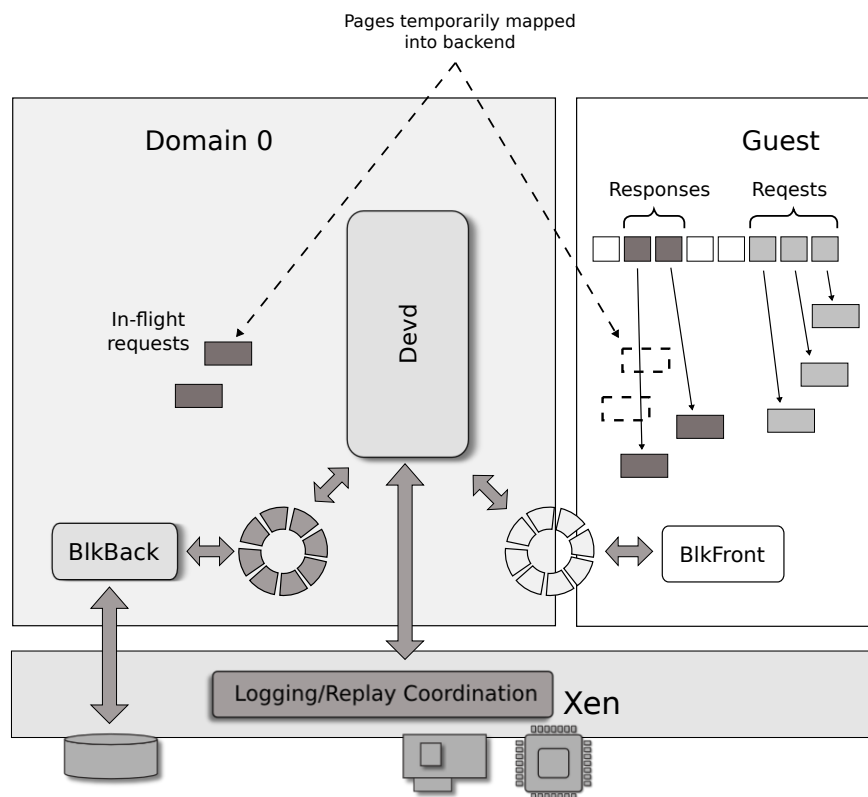 Pages temporarily mapped
into backend
Domain 0
Guest
Responses
Reqests
In-flight
requests
Devd
BlkBack
BlkFront
Logging/Replay Coordination
Xen